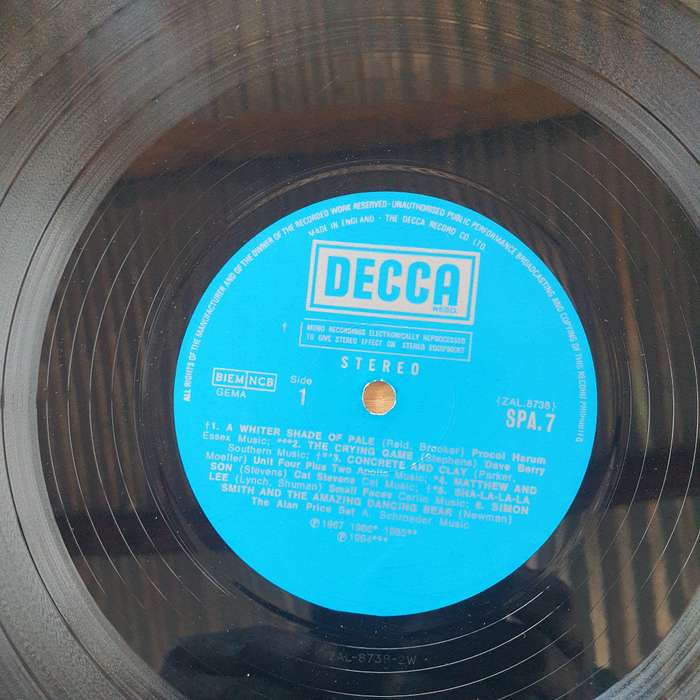 ALL RIGHTS OF THE MANUFACTURER AND OF THE OWNER OF THE RECORDED WORK RESERVED · UNAUTHORISED PUBLIC PERFORMANCE BROADCASTING AND COPYING OF THIS RECORD PROHIBITED
MADE IN ENGLAND · THE DECCA RECORD CO. LTD.
DECCA
REGD.
† MONO RECORDINGS ELECTRONICALLY REPROCESSED
TO GIVE STEREO EFFECT ON STEREO EQUIPMENT
STEREO
BIEM NCB
GEMA
Side
1
(ZAL.8738)
SPA.7
†1. A WHITER SHADE OF PALE (Reid, Brooker) Procol Harum
Essex Music; †***2. THE CRYING GAME (Stephens) Dave Berry
Southern Music; †**3. CONCRETE AND CLAY (Parker,
Moeller) Unit Four Plus Two Apollo Music; *4. MATTHEW AND
SON (Stevens) Cat Stevens Cat Music; †*5. SHA-LA-LA-LA
LEE (Lynch, Shuman) Small Faces Carlin Music; 6. SIMON
SMITH AND THE AMAZING DANCING BEAR (Newman)
The Alan Price Set A. Schroeder Music
Ⓟ 1967 1966* 1965**
Ⓟ 1964***
ZAL-8738-2W